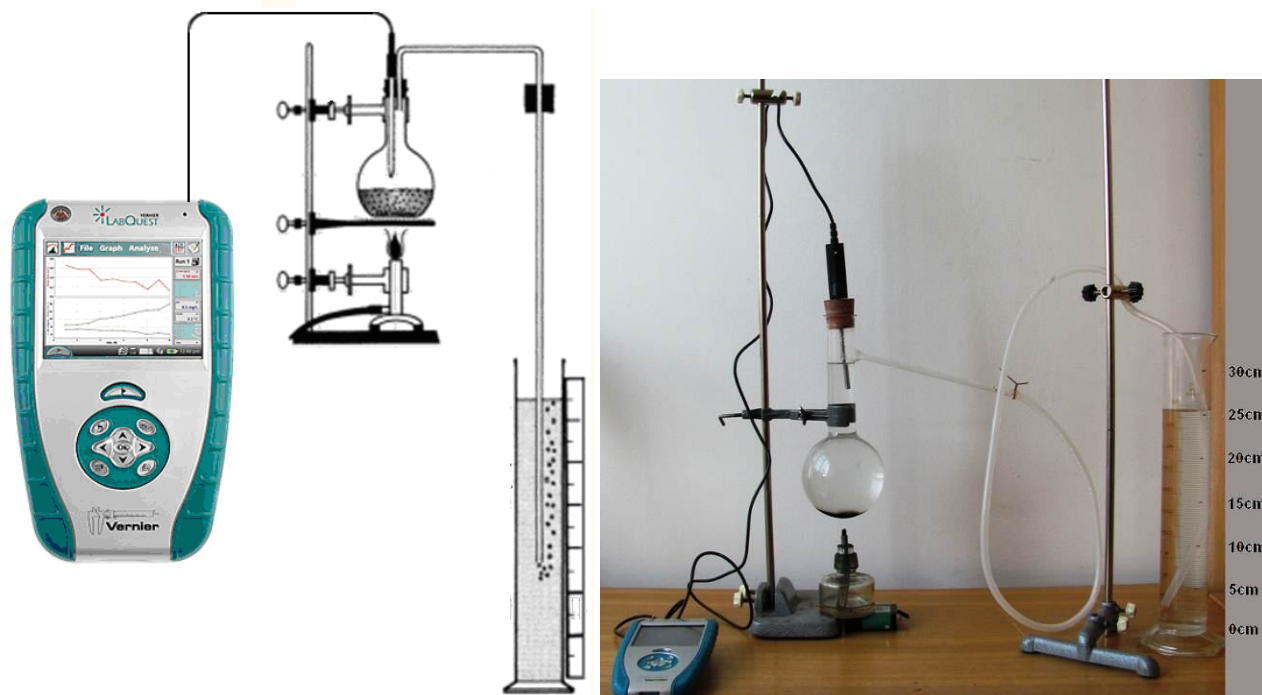 VERNIER
LABQUEST
File Graph Analyze
Run 1
Vernier
30cm
25cm
20cm
15cm
10cm
5cm
0cm